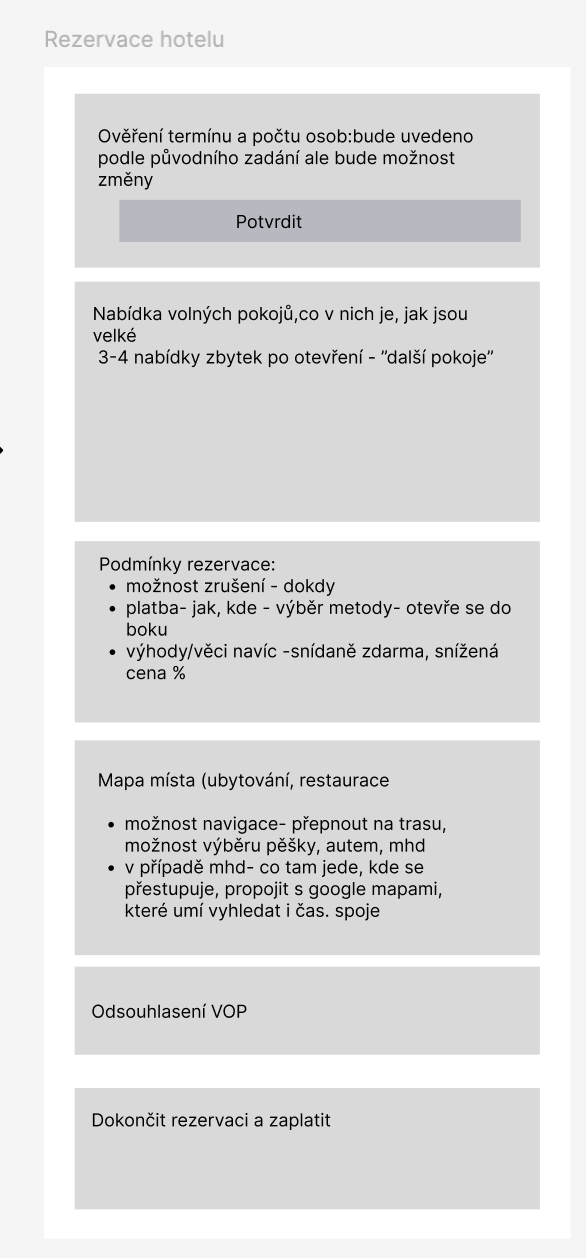 Rezervace hotelu
Ověření termínu a počtu osob:bude uvedeno
podle původního zadání ale bude možnost
změny
Potvrdit
Nabídka volných pokojů,co v nich je, jak jsou
velké
3-4 nabídky zbytek po otevření - ”další pokoje”
Podmínky rezervace:
• možnost zrušení - dokdy
• platba- jak, kde - výběr metody- otevře se do
boku
• výhody/věci navíc -snídaně zdarma, snížená
cena %
Mapa místa (ubytování, restaurace
• možnost navigace- přepnout na trasu,
možnost výběru pěšky, autem, mhd
• v případě mhd- co tam jede, kde se
přestupuje, propojit s google mapami,
které umí vyhledat i čas. spoje
Odsouhlasení VOP
Dokončit rezervaci a zaplatit